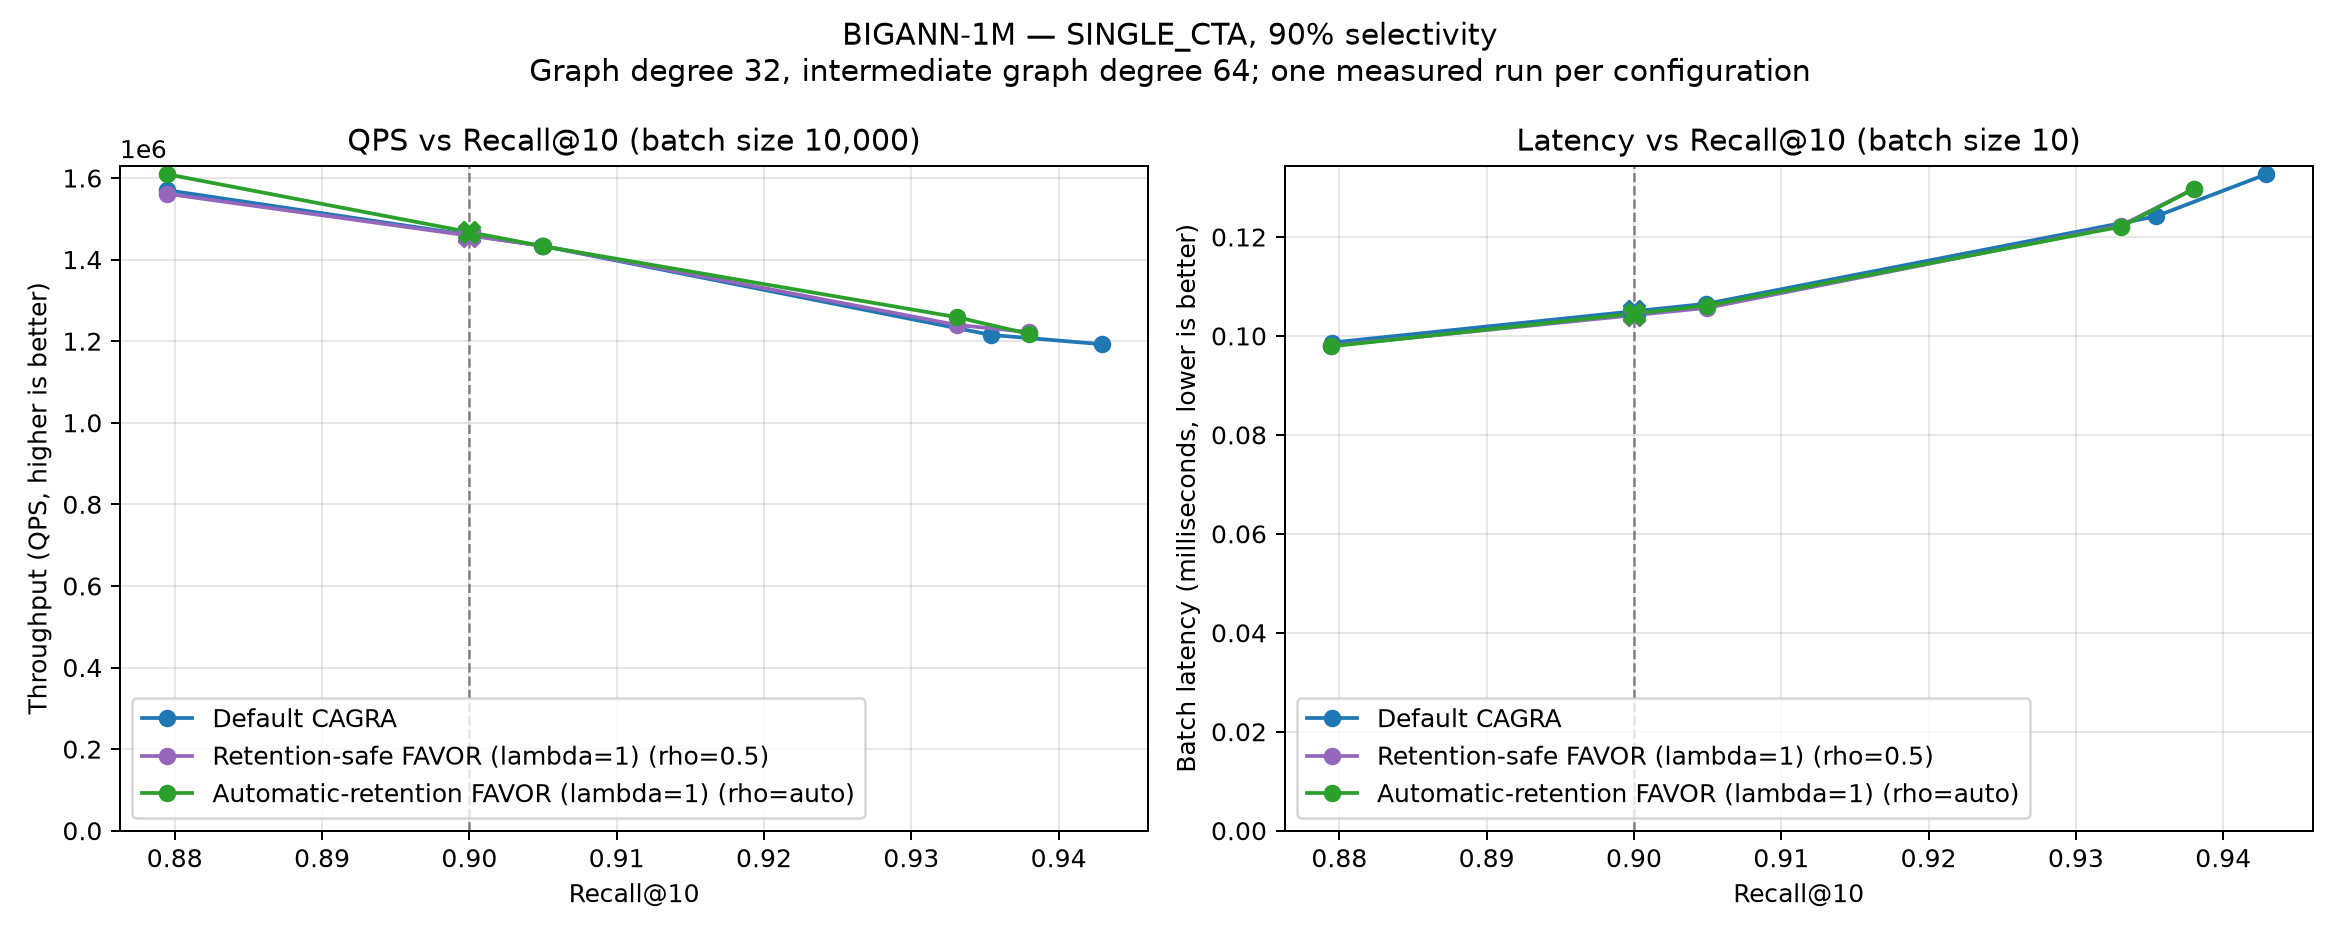 BIGANN-1M — SINGLE_CTA, 90% selectivity
Graph degree 32, intermediate graph degree 64; one measured run per configuration
QPS vs Recall@10 (batch size 10,000)
1e6
Throughput (QPS, higher is better)
1.6
1.4
1.2
1.0
0.8
0.6
0.4
0.2
0.0
Default CAGRA
Retention-safe FAVOR (lambda=1) (rho=0.5)
Automatic-retention FAVOR (lambda=1) (rho=auto)
0.88 0.89 0.90 0.91 0.92 0.93 0.94
Recall@10
Latency vs Recall@10 (batch size 10)
Batch latency (milliseconds, lower is better)
0.12
0.10
0.08
0.06
0.04
0.02
0.00
Default CAGRA
Retention-safe FAVOR (lambda=1) (rho=0.5)
Automatic-retention FAVOR (lambda=1) (rho=auto)
0.88 0.89 0.90 0.91 0.92 0.93 0.94
Recall@10